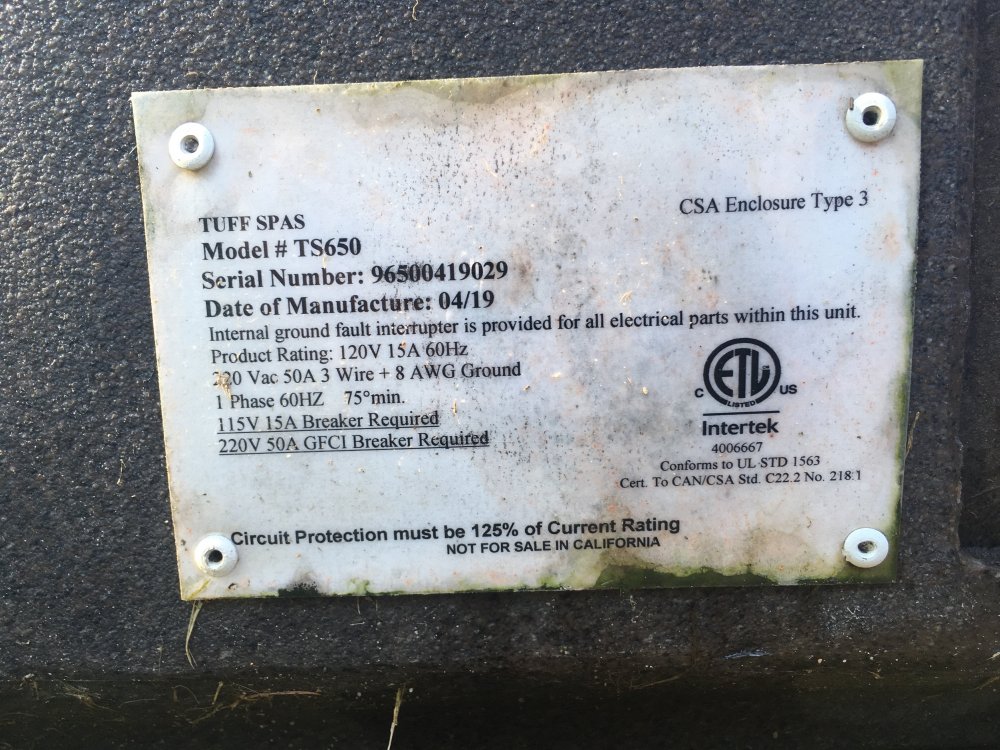 CSA Enclosure Type 3
TUFF SPAS
Model # TS650
Serial Number: 96500419029
Date of Manufacture: 04/19
Internal ground fault interrupter is provided for all electrical parts within this unit.
Product Rating: 120V 15A 60Hz
220 Vac 50A 3 Wire + 8 AWG Ground
1 Phase 60HZ 75°min.
115V 15A Breaker Required
220V 50A GFCI Breaker Required
ETL
LISTED
C US
Intertek
4006667
Conforms to UL STD 1563
Cert. To CAN/CSA Std. C22.2 No. 218.1
Circuit Protection must be 125% of Current Rating
NOT FOR SALE IN CALIFORNIA